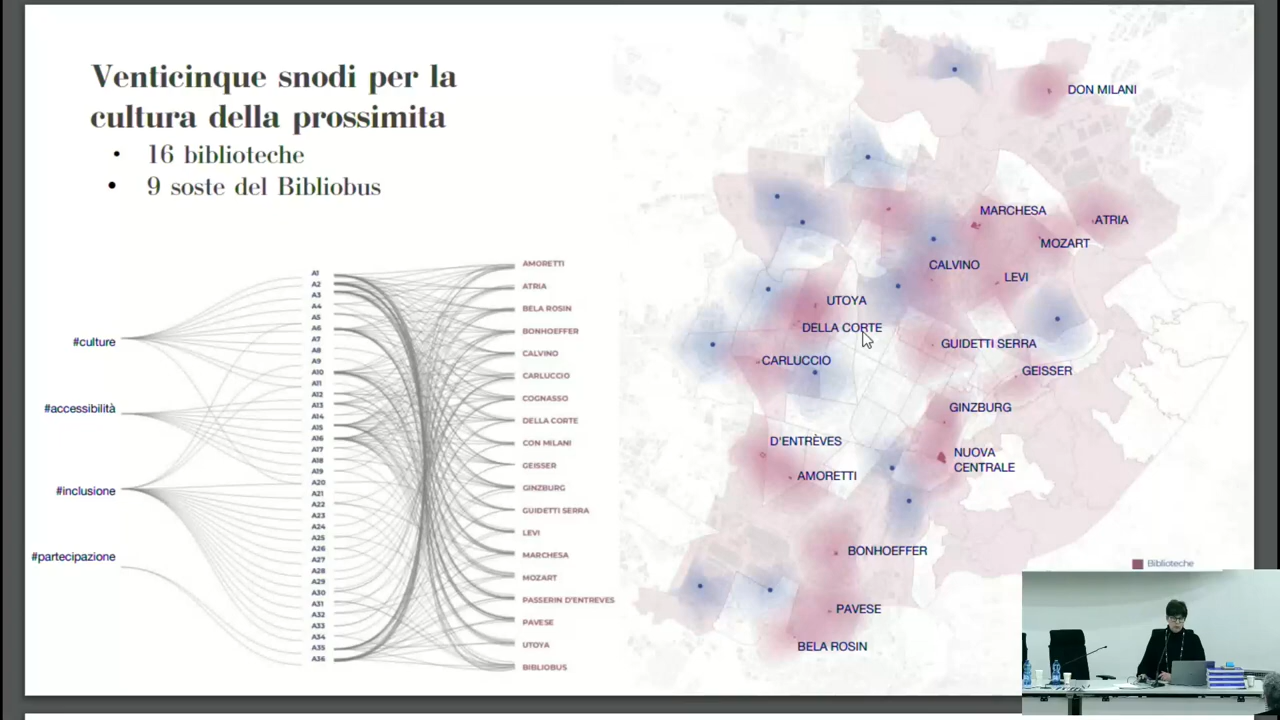 Venticinque snodi per la
cultura della prossimita
• 16 biblioteche
• 9 soste del Bibliobus
#culture
#accessibilità
#inclusione
#partecipazione
A1
A2
A3
A4
A5
A6
A7
A8
A9
A10
A11
A12
A13
A14
A15
A16
A17
A18
A19
A20
A21
A22
A23
A24
A25
A26
A27
A28
A29
A30
A31
A32
A33
A34
A35
A36
AMORETTI
ATRIA
BELA ROSIN
BONHOEFFER
CALVINO
CARLUCCIO
COGNASSO
DELLA CORTE
CON MILANI
GEISSER
GINZBURG
GUIDETTI SERRA
LEVI
MARCHESA
MOZART
PASSERIN D'ENTREVES
PAVESE
UTOYA
BIBLIOBUS
DON MILANI
MARCHESA
ATRIA
MOZART
CALVINO
LEVI
UTOYA
DELLA CORTE
GUIDETTI SERRA
CARLUCCIO
GEISSER
GINZBURG
D'ENTRÈVES
NUOVA
CENTRALE
AMORETTI
BONHOEFFER
Biblioteche
PAVESE
BELA ROSIN